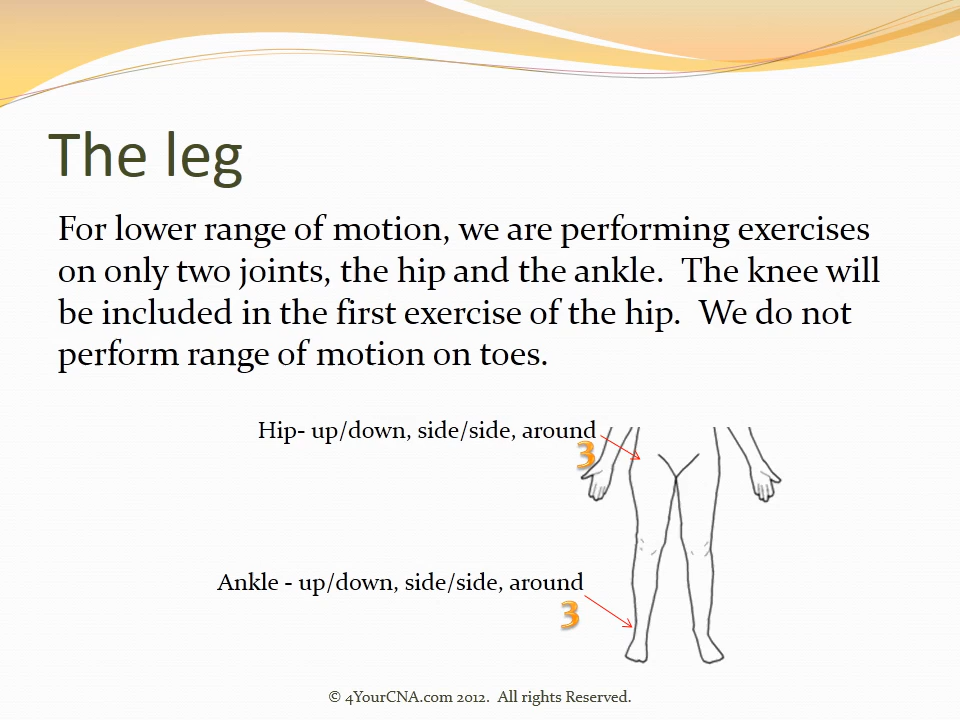 The leg
For lower range of motion, we are performing exercises
on only two joints, the hip and the ankle.  The knee will
be included in the first exercise of the hip.  We do not
perform range of motion on toes.
Hip- up/down, side/side, around
3
Ankle - up/down, side/side, around
3
© 4YourCNA.com 2012.  All rights Reserved.